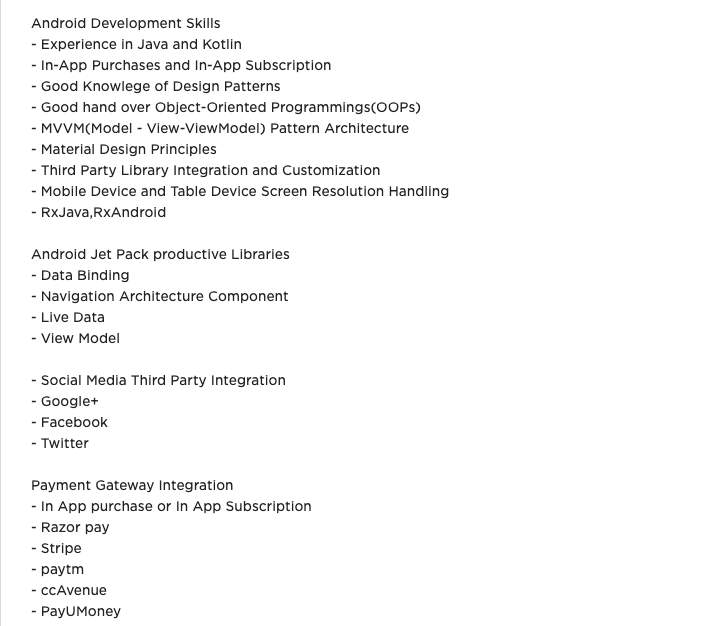 Android Development Skills
- Experience in Java and Kotlin
- In-App Purchases and In-App Subscription
- Good Knowlege of Design Patterns
- Good hand over Object-Oriented Programmings(OOPs)
- MVVM(Model - View-ViewModel) Pattern Architecture
- Material Design Principles
- Third Party Library Integration and Customization
- Mobile Device and Table Device Screen Resolution Handling
- RxJava,RxAndroid

Android Jet Pack productive Libraries
- Data Binding
- Navigation Architecture Component
- Live Data
- View Model

- Social Media Third Party Integration
- Google+
- Facebook
- Twitter

Payment Gateway Integration
- In App purchase or In App Subscription
- Razor pay
- Stripe
- paytm
- ccAvenue
- PayUMoney